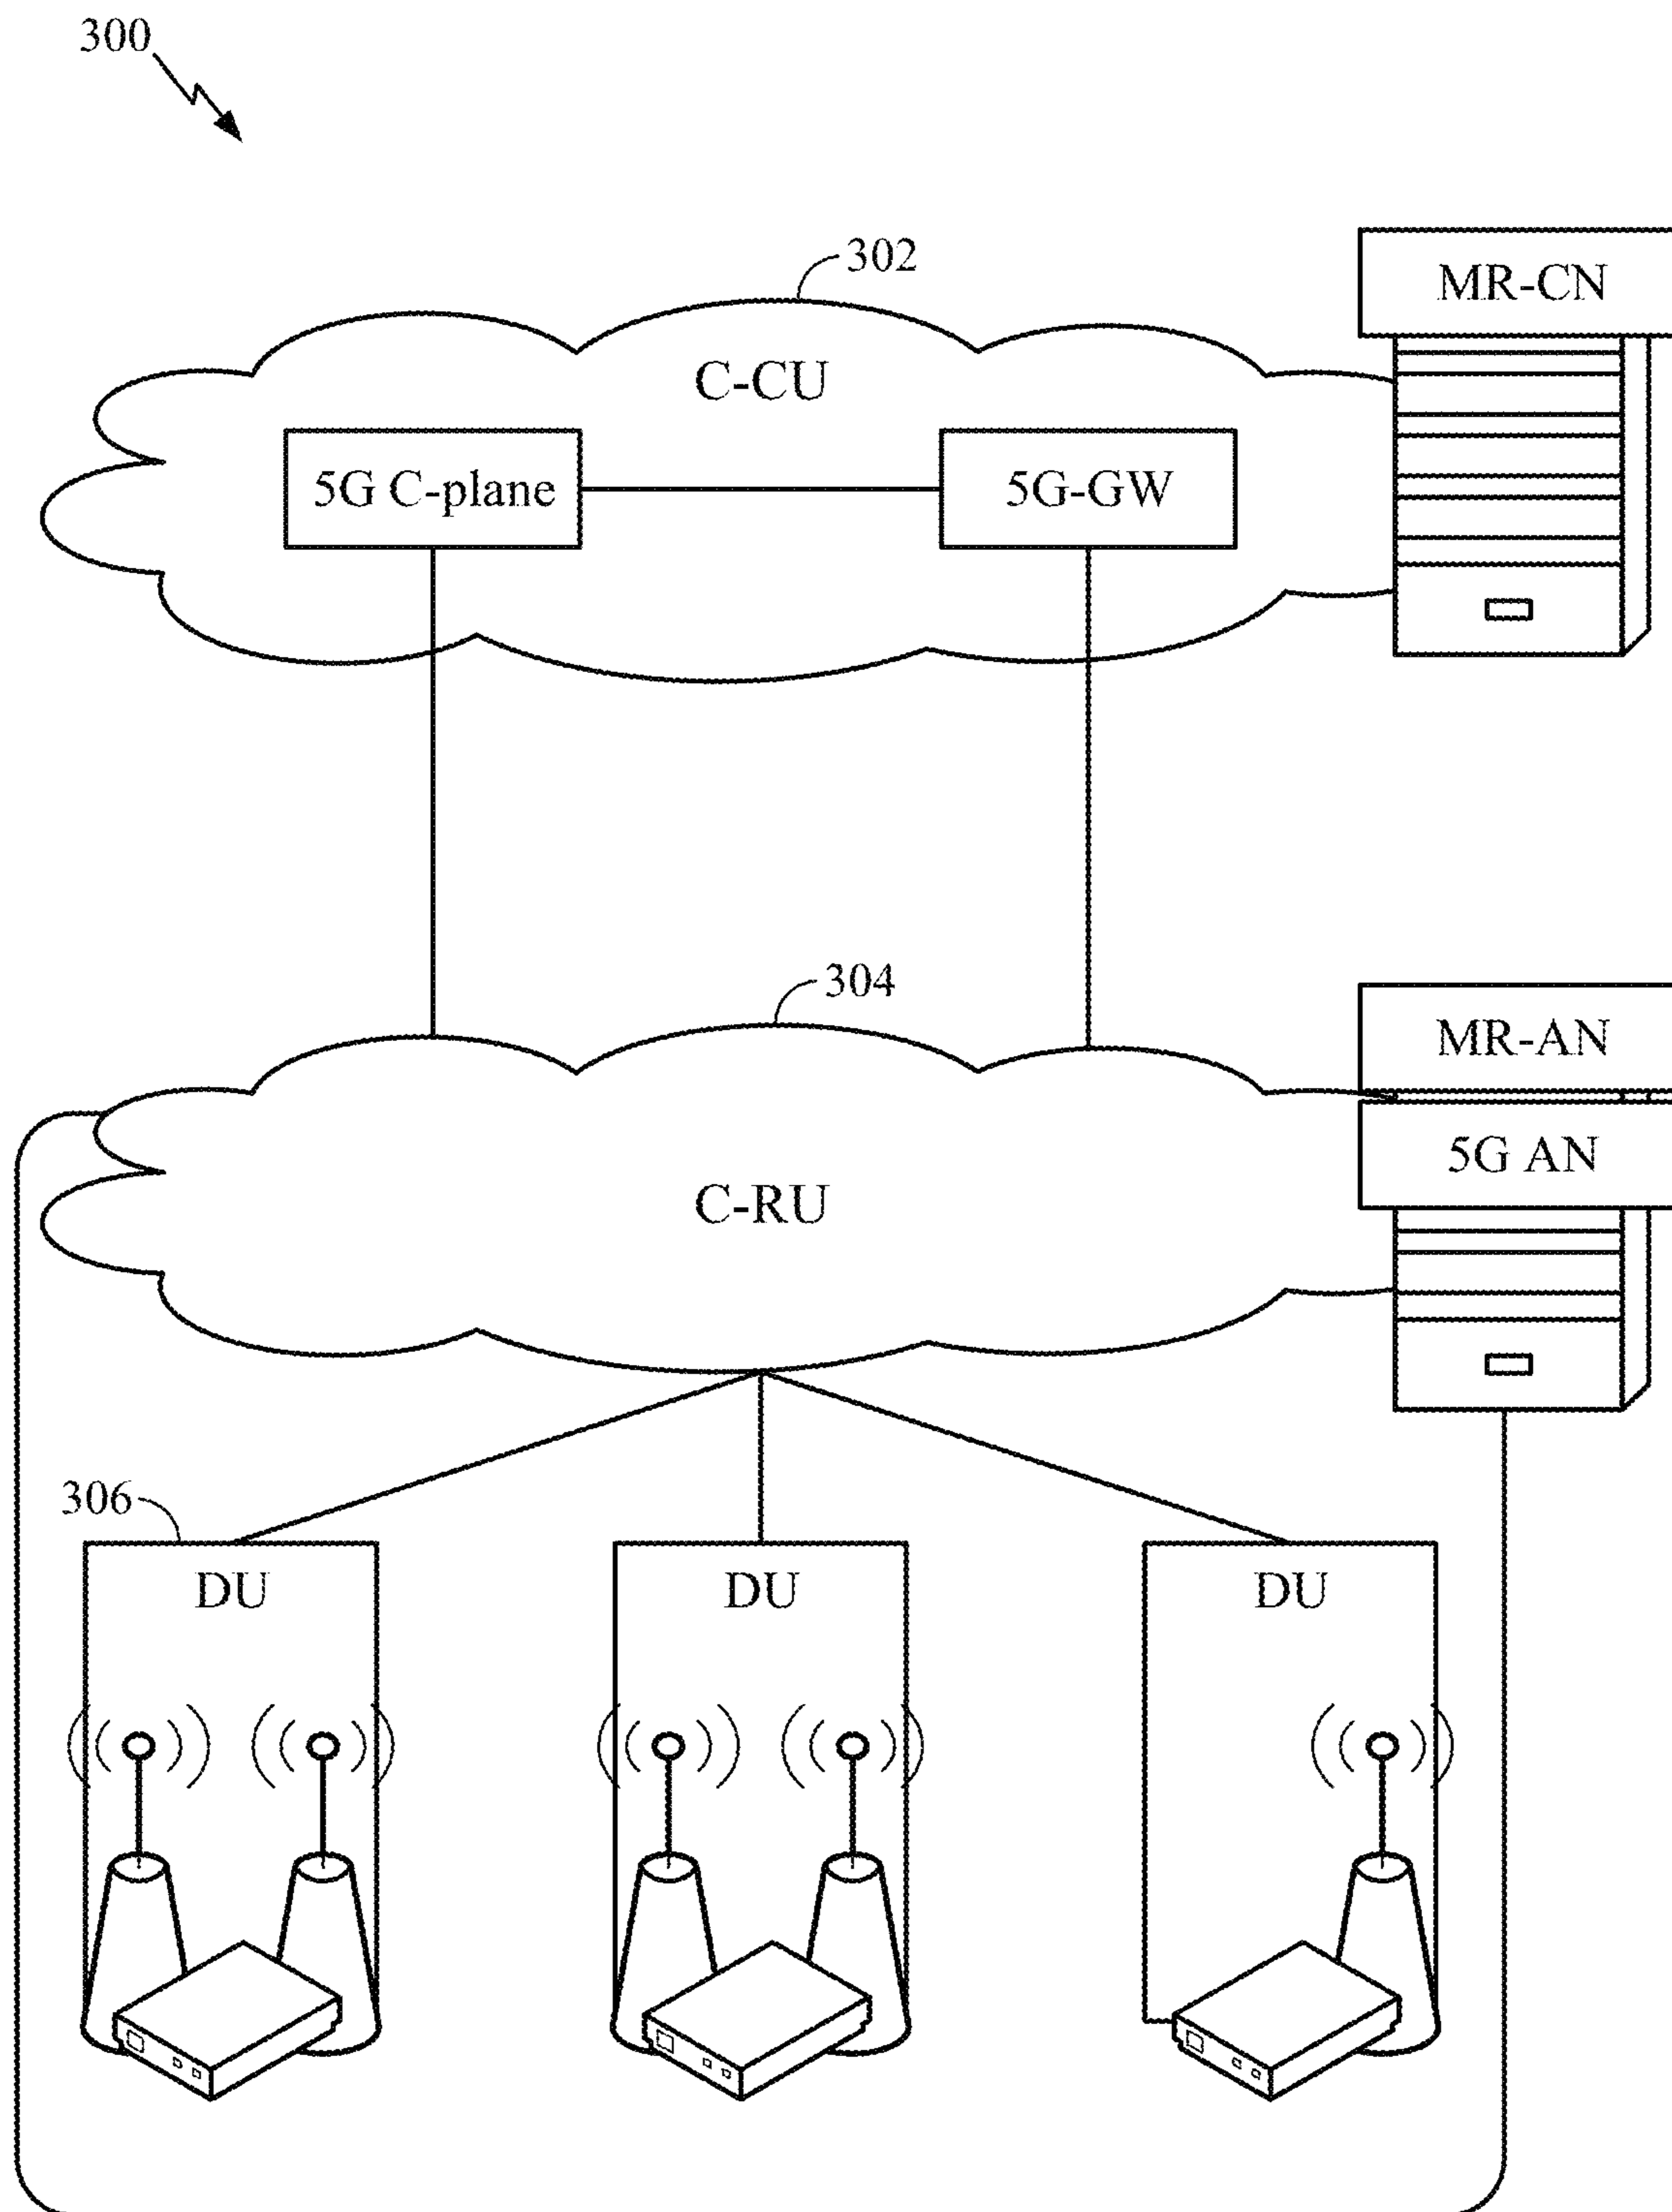 300
302
MR-CN
C-CU
5G C-plane
5G-GW
304
MR-AN
5G AN
C-RU
306
DU
DU
DU